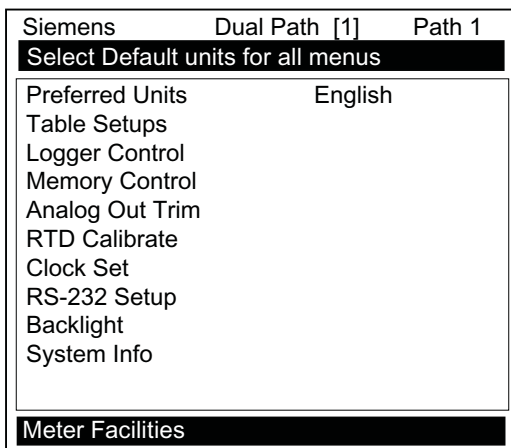 Siemens Dual Path [1] Path 1
Select Default units for all menus
Preferred Units English
Table Setups
Logger Control
Memory Control
Analog Out Trim
RTD Calibrate
Clock Set
RS-232 Setup
Backlight
System Info
Meter Facilities